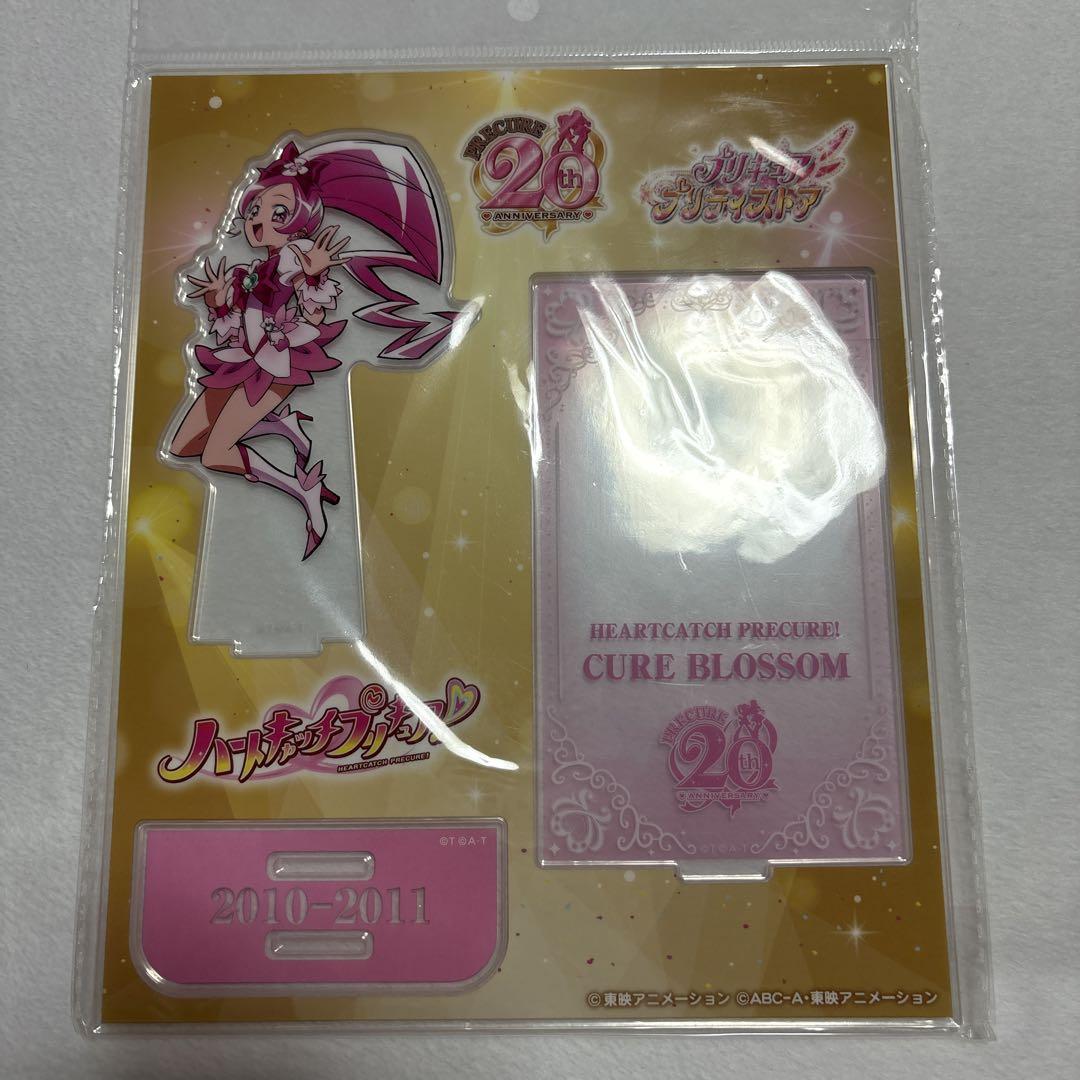 PRECURE
20th
ANNIVERSARY
プリキュア
プリティストア
HEARTCATCH PRECURE!
CURE BLOSSOM
PRECURE
20th
ANNIVERSARY
©T ©A-T
ハートキャッチプリキュア!
HEARTCATCH PRECURE!
©T ©A-T
2010-2011
©東映アニメーション ©ABC-A・東映アニメーション